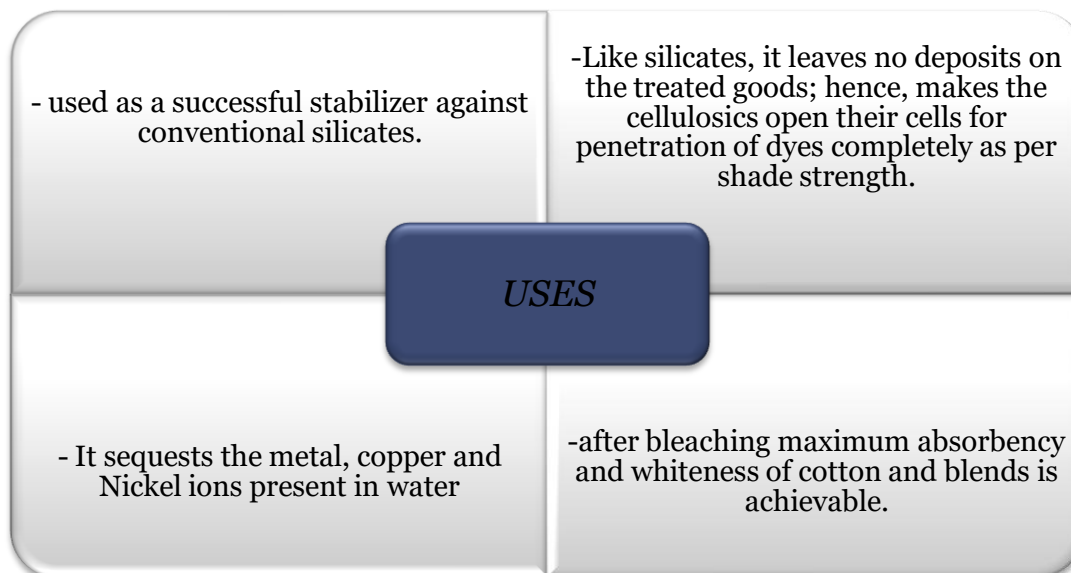 - used as a successful stabilizer against
conventional silicates.
-Like silicates, it leaves no deposits on
the treated goods; hence, makes the
cellulosics open their cells for
penetration of dyes completely as per
shade strength.
USES
- It sequests the metal, copper and
Nickel ions present in water
-after bleaching maximum absorbency
and whiteness of cotton and blends is
achievable.